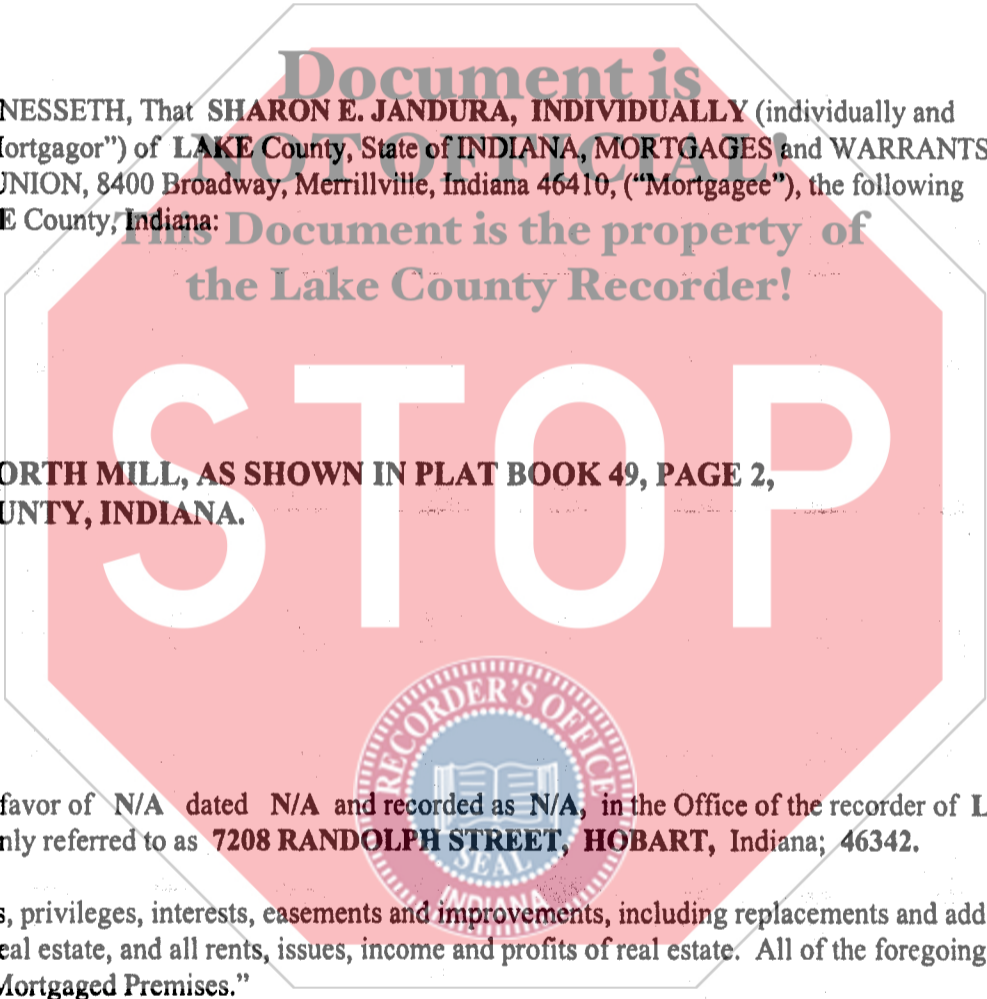 Document is
NESSETH, That SHARON E. JANDURA, INDIVIDUALLY (individually and
NOT OFFICIAL!
ortgagor") of LAKE County, State of INDIANA, MORTGAGES and WARRANTS
UNION, 8400 Broadway, Merrillville, Indiana 46410, ("Mortgagee"), the following
E County, Indiana:
This Document is the property of
the Lake County Recorder!
STOP
ORTH MILL, AS SHOWN IN PLAT BOOK 49, PAGE 2,
UNTY, INDIANA.
RECORDER'S OFFICE
favor of N/A dated N/A and recorded as N/A, in the Office of the recorder of L
nly referred to as 7208 RANDOLPH STREET, HOBART, Indiana; 46342.
SEAL
INDIANA
s, privileges, interests, easements and improvements, including replacements and add
eal estate, and all rents, issues, income and profits of real estate. All of the foregoing
Mortgaged Premises."